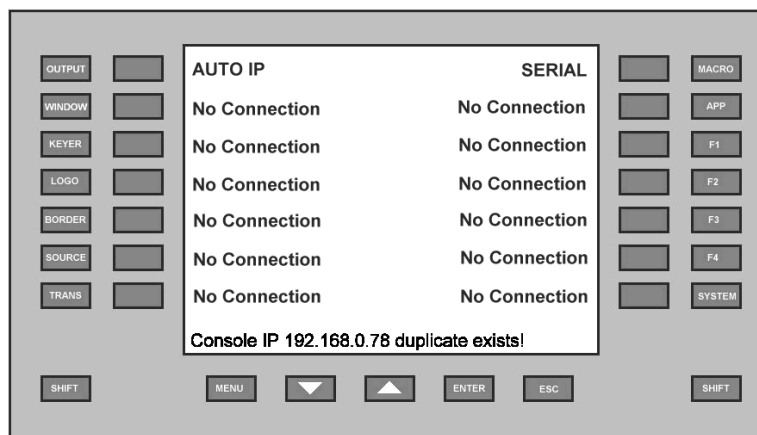 OUTPUT AUTO IP SERIAL MACRO
WINDOW No Connection No Connection APP
KEYER No Connection No Connection F1
LOGO No Connection No Connection F2
BORDER No Connection No Connection F3
SOURCE No Connection No Connection F4
TRANS No Connection No Connection SYSTEM
Console IP 192.168.0.78 duplicate exists!
SHIFT MENU ENTER ESC SHIFT